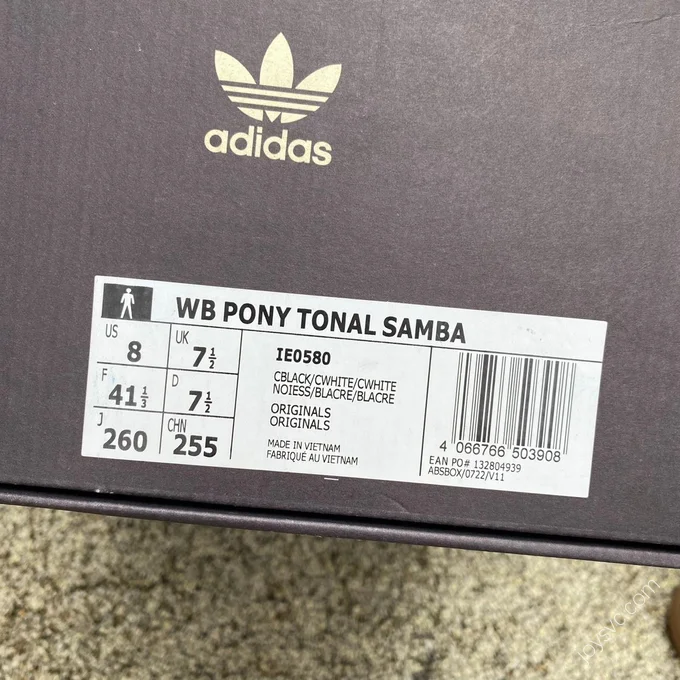 adidas
WB PONY TONAL SAMBA
US 8 UK 7 1/2
F 41 1/3 D 7 1/2
J 260 CHN 255
IE0580
CBLACK/CWHITE/CWHITE
NOIESS/BLACRE/BLACRE
ORIGINALS
ORIGINALS
MADE IN VIETNAM
FABRIQUÉ AU VIETNAM
4 066766 503908
EAN PO# 132804939
ABSBOX/0722/V11